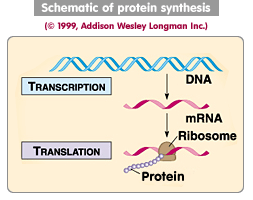 Schematic of protein synthesis
(© 1999, Addison Wesley Longman Inc.)
DNA
TRANSCRIPTION
mRNA
Ribosome
TRANSLATION
Protein